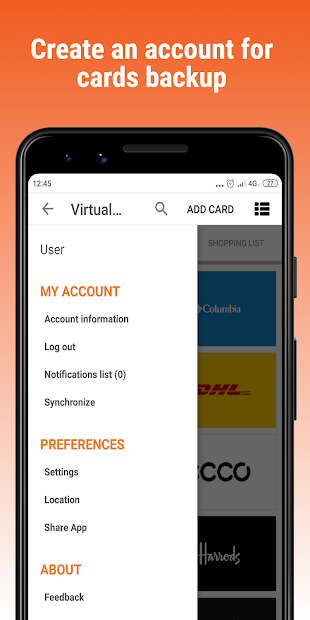 Create an account for
cards backup
12:45
4G
27
Virtual...
ADD CARD
User
SHOPPING LIST
MY ACCOUNT
Account information
Columbia
Log out
Notifications list (0)
DHL
Synchronize
PREFERENCES
Settings
CCO
Location
Share App
Harrods
ABOUT
Feedback